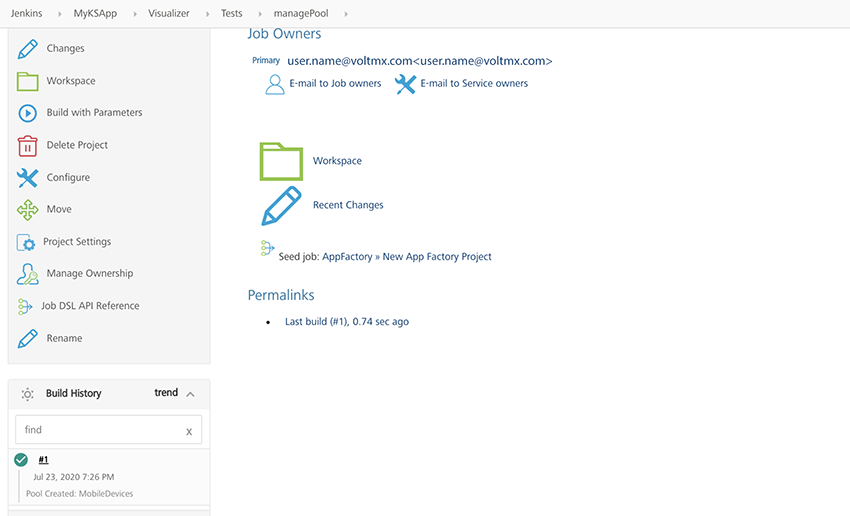 Jenkins MyKSApp Visualizer Tests managePool
Changes
Workspace
Build with Parameters
Delete Project
Configure
Move
Project Settings
Manage Ownership
Job DSL API Reference
Rename
Build History trend
find x
#1
Jul 23, 2020 7:26 PM
Pool Created: MobileDevices
Job Owners
Primary user.name@voltmx.com<user.name@voltmx.com>
E-mail to Job owners E-mail to Service owners
Workspace
Recent Changes
Seed job: AppFactory » New App Factory Project
Permalinks
• Last build (#1), 0.74 sec ago